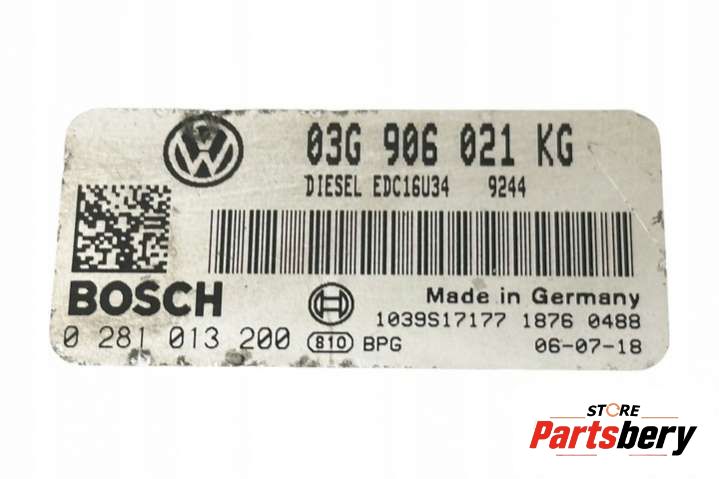 03G 906 021 KG
DIESEL EDC16U34 9244
BOSCH
Made in Germany
1039S17177 1876 0488
0 281 013 200 810 BPG 06-07-18
STORE
Partsbery